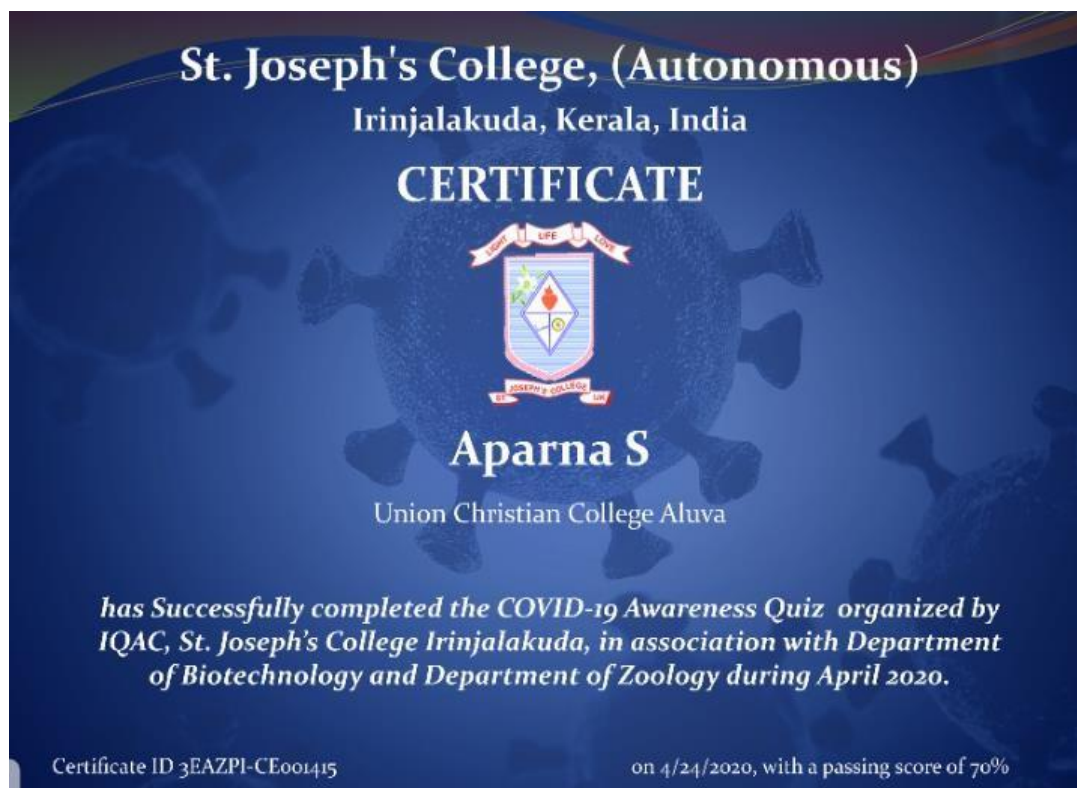 St. Joseph's College, (Autonomous)
Irinjalakuda, Kerala, India
CERTIFICATE
LIGHT LIFE LOVE
ST. JOSEPH'S COLLEGE IJK
Aparna S
Union Christian College Aluva
has Successfully completed the COVID-19 Awareness Quiz organized by
IQAC, St. Joseph's College Irinjalakuda, in association with Department
of Biotechnology and Department of Zoology during April 2020.
Certificate ID 3EAZPI-CE001415
on 4/24/2020, with a passing score of 70%